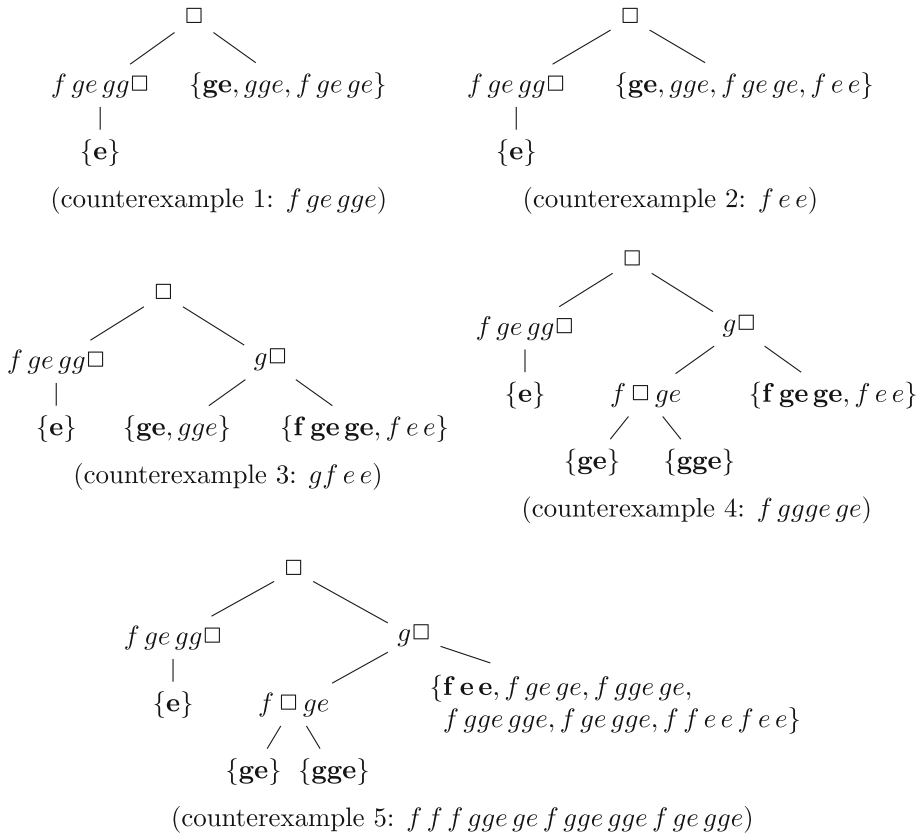 □ □
f ge gg□ {ge, gge, f ge ge} f ge gg□ {ge, gge, f ge ge, f e e}
{e} {e}
(counterexample 1: f ge gge) (counterexample 2: f e e)
□
□
f ge gg□ g□
f ge gg□ g□
{e} f □ ge {f ge ge, f e e}
{e} {ge, gge} {f ge ge, f e e}
{ge} {gge}
(counterexample 3: gf e e)
(counterexample 4: f ggge ge)
□
f ge gg□ g□
{f e e, f ge ge, f gge ge,
{e} f □ ge
f gge gge, f ge gge, f f e e f e e}
{ge} {gge}
(counterexample 5: f f f gge ge f gge gge f ge gge)